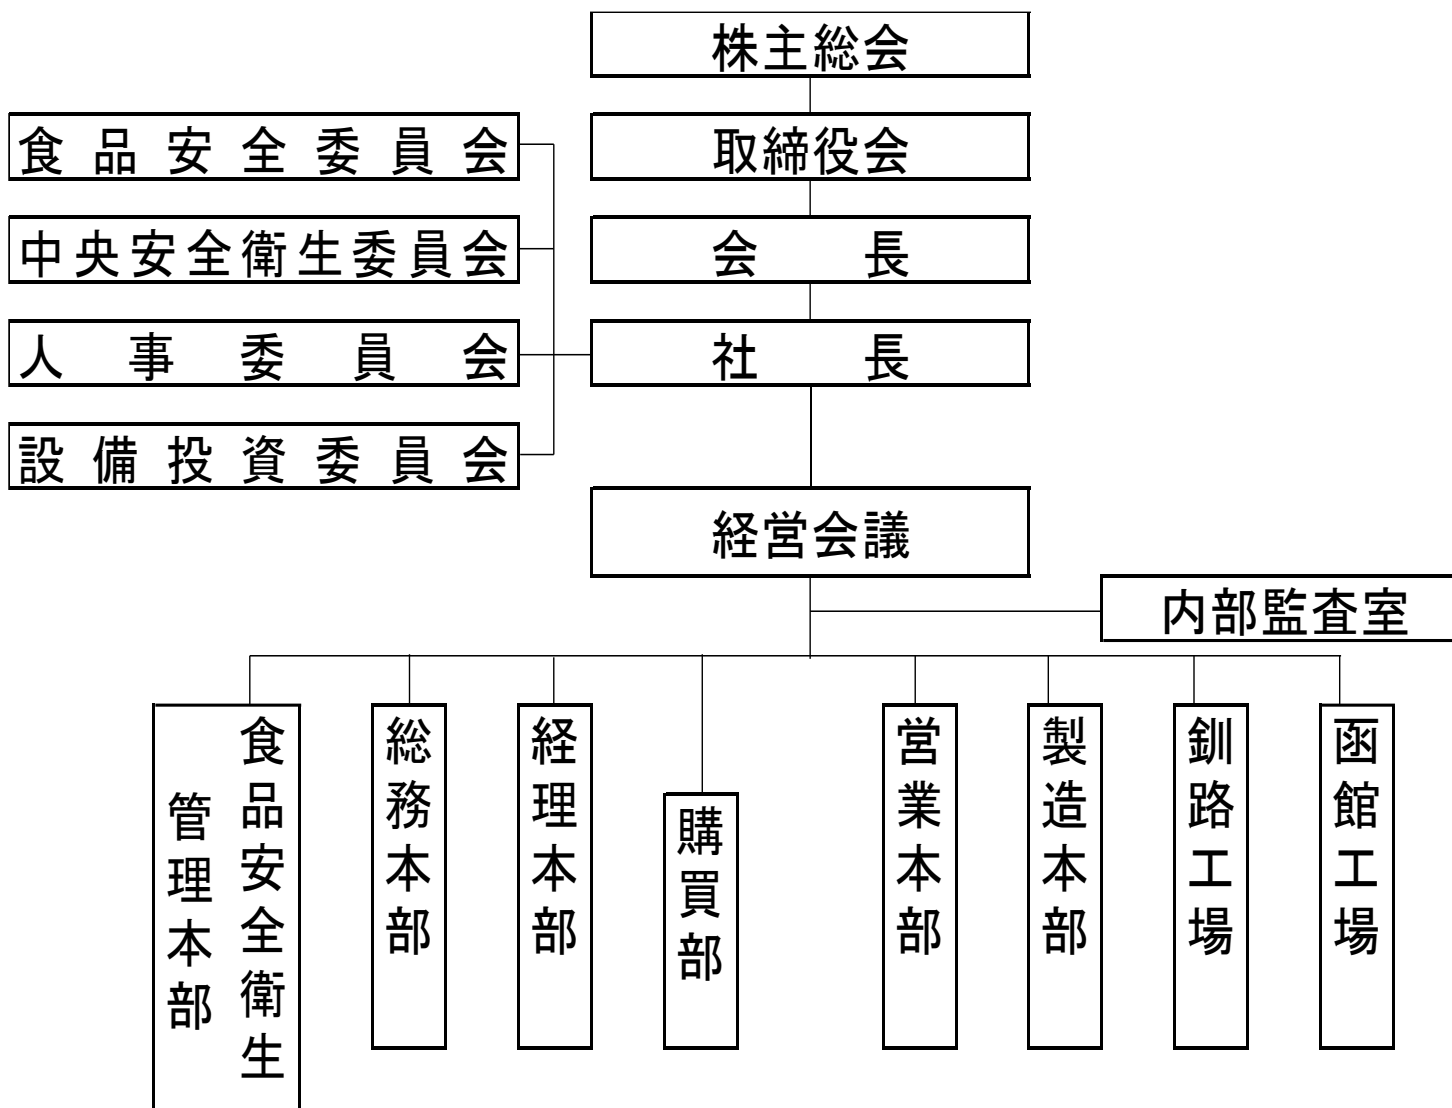 株主総会
取締役会
会長
社長
食品安全委員会
中央安全衛生委員会
人事委員会
設備投資委員会
経営会議
内部監査室
食品安全衛生
管理本部
総務本部
経理本部
購買部
営業本部
製造本部
釧路工場
函館工場